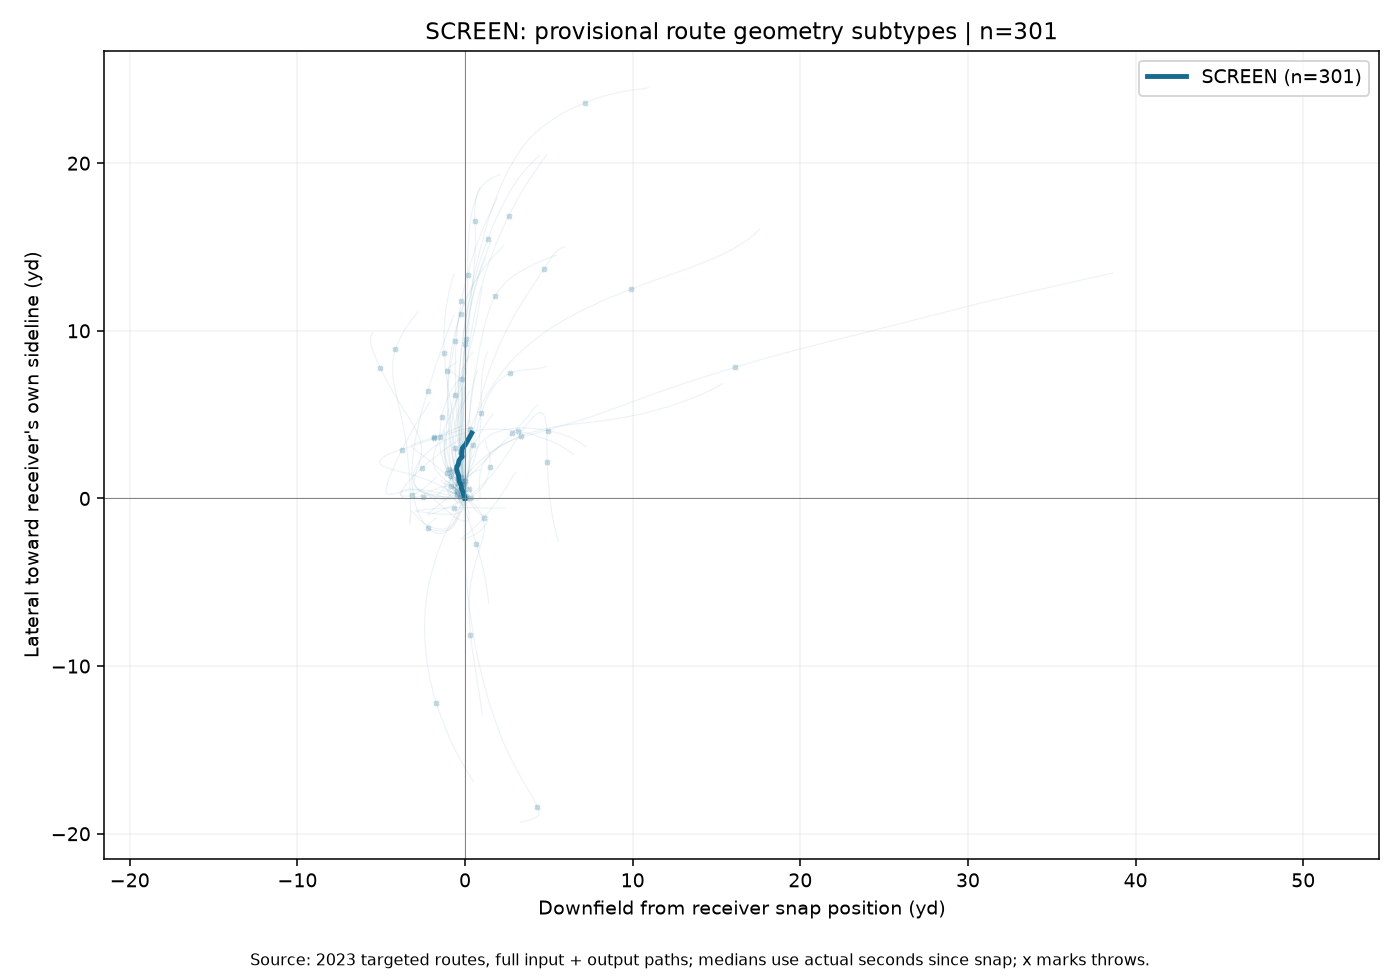 SCREEN: provisional route geometry subtypes | n=301
SCREEN (n=301)
20
10
0
−10
−20
Lateral toward receiver's own sideline (yd)
−20
−10
0
10
20
30
40
50
Downfield from receiver snap position (yd)
Source: 2023 targeted routes, full input + output paths; medians use actual seconds since snap; x marks throws.